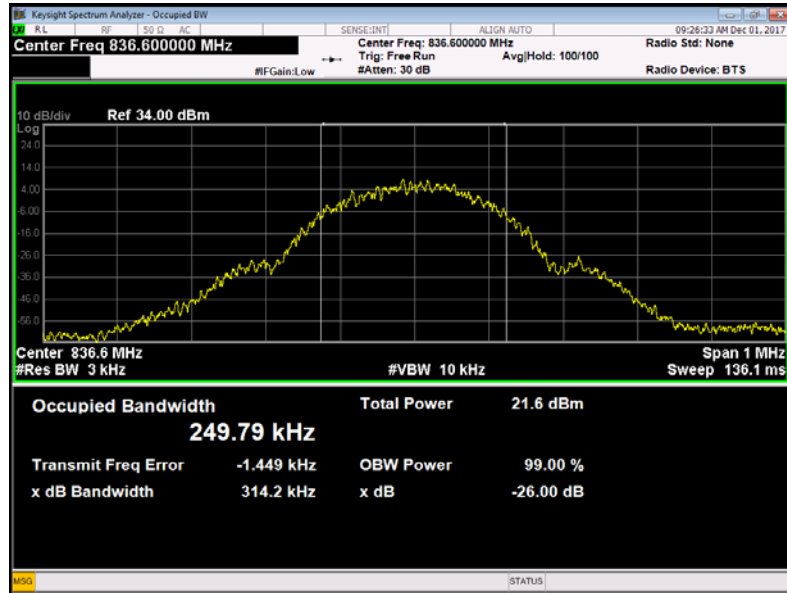 Keysight Spectrum Analyzer - Occupied BW
RL RF 50 Ω AC SENSE:INT ALIGN AUTO 09:26:33 AM Dec 01, 2017
Center Freq 836.600000 MHz
Center Freq: 836.600000 MHz
Radio Std: None
Trig: Free Run Avg|Hold: 100/100
#IFGain:Low
#Atten: 30 dB
Radio Device: BTS
10 dB/div Ref 34.00 dBm
Log
24.0
14.0
4.00
-6.00
-16.0
-26.0
-36.0
-46.0
-56.0
Center 836.6 MHz Span 1 MHz
#Res BW 3 kHz #VBW 10 kHz Sweep 136.1 ms
Occupied Bandwidth Total Power 21.6 dBm
249.79 kHz
Transmit Freq Error -1.449 kHz OBW Power 99.00 %
x dB Bandwidth 314.2 kHz x dB -26.00 dB
MSG STATUS